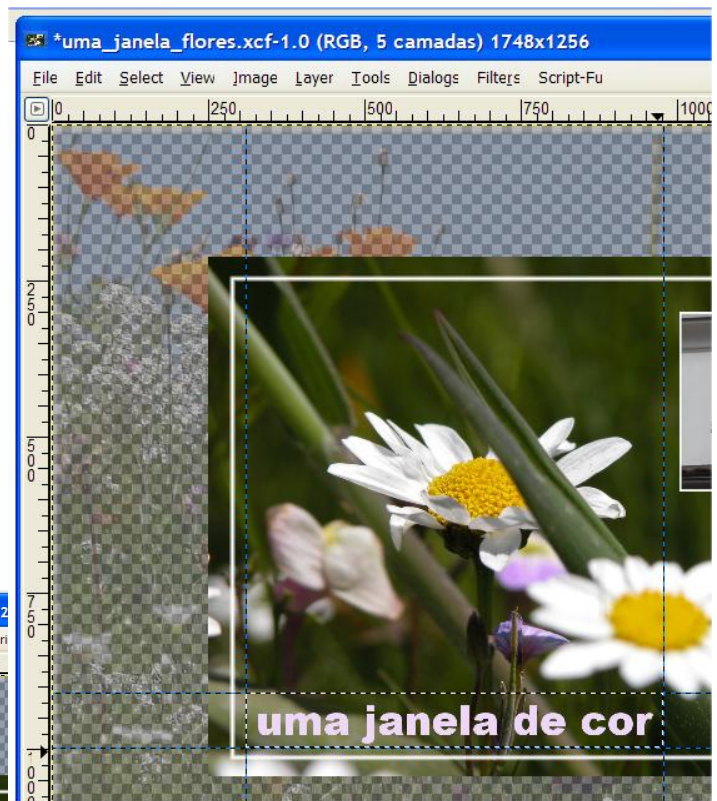 *uma_janela_flores.xcf-1.0 (RGB, 5 camadas) 1748x1256
File Edit Select View Image Layer Tools Dialogs Filters Script-Fu
0 250 500 750 1000
0
250
500
750
uma janela de cor
100